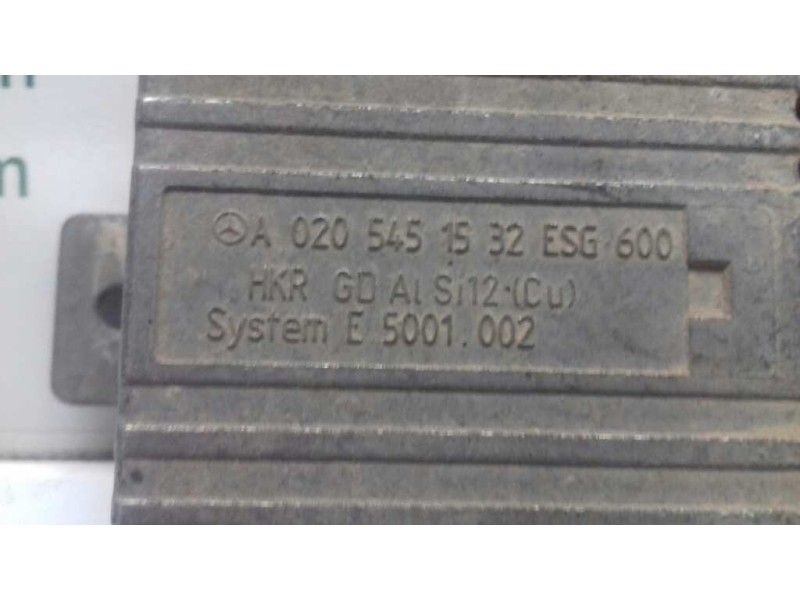 m
m
A 020 545 15 32 ESG 600
HKR GD Al Si12 (Cu)
System E 5001.002